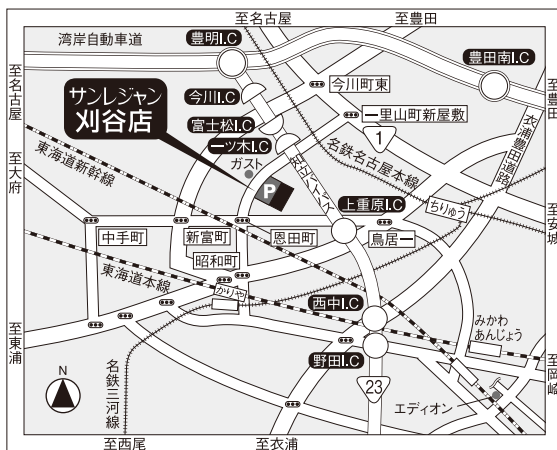 至名古屋
至豊田
湾岸自動車道
豊明I.C
豊田南I.C
至名古屋
至豊田
サンレジャン
刈谷店
今川I.C
今川町東
富士松I.C
一里山町新屋敷
一ツ木I.C
1
衣浦豊田道路
ガスト
名鉄名古屋本線
東海道新幹線
至大府
P
知立バイパス
上重原I.C
ちりゅう
至安城
中手町
新富町
恩田町
鳥居一
昭和町
東海道本線
かりや
西中I.C
みかわ
あんじょう
至東浦
野田I.C
至岡崎
N
名鉄三河線
23
エディオン
至西尾
至衣浦